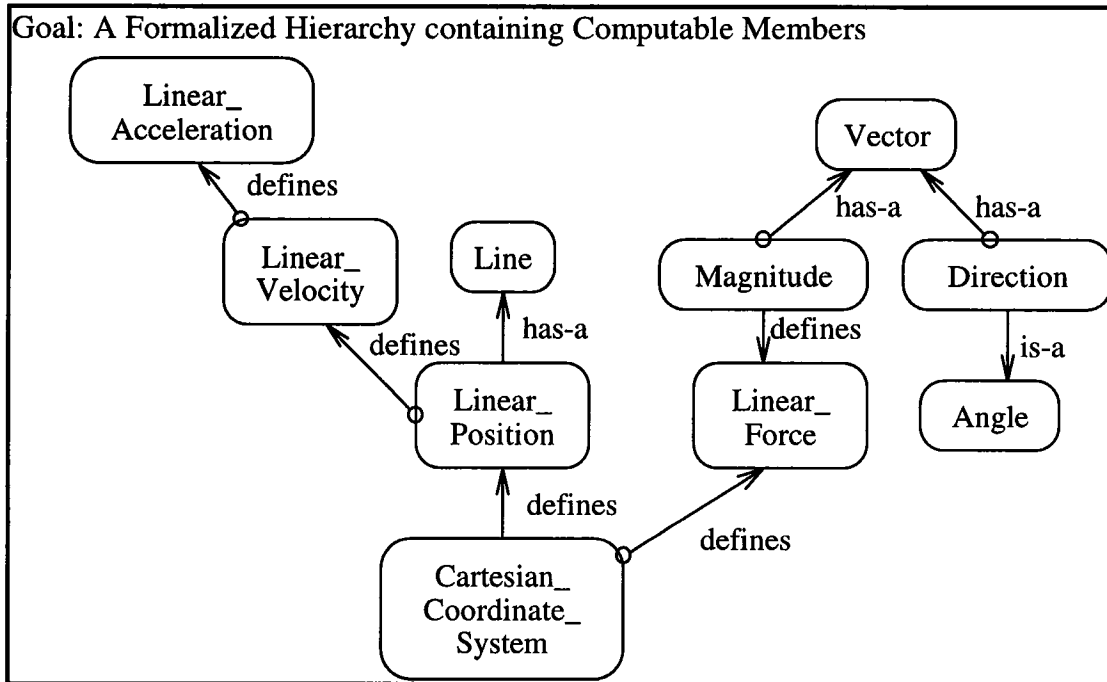 Goal: A Formalized Hierarchy containing Computable Members
Linear_
Acceleration
Vector
defines
has-a
has-a
Linear_
Velocity
Line
Magnitude
Direction
defines
has-a
defines
is-a
Linear_
Position
Linear_
Force
Angle
defines
defines
Cartesian_
Coordinate_
System